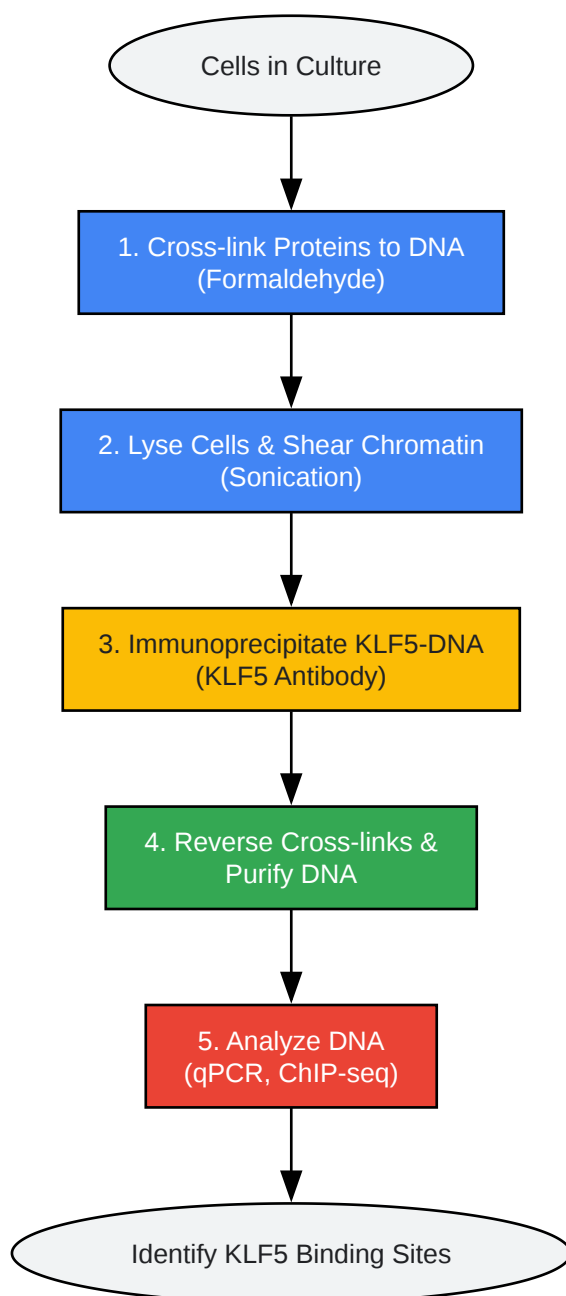 Cells in Culture
1. Cross-link Proteins to DNA
(Formaldehyde)
2. Lyse Cells & Shear Chromatin
(Sonication)
3. Immunoprecipitate KLF5-DNA
(KLF5 Antibody)
4. Reverse Cross-links &
Purify DNA
5. Analyze DNA
(qPCR, ChIP-seq)
Identify KLF5 Binding Sites